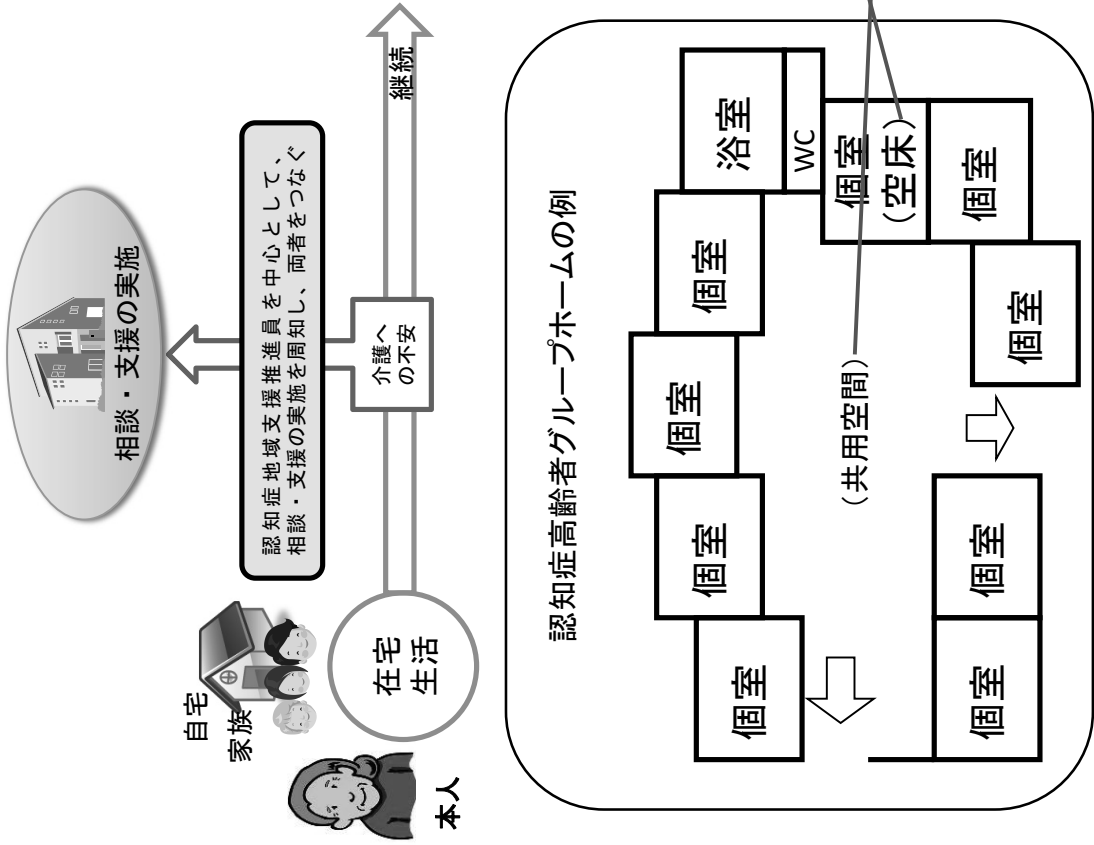 相談・支援の実施
認知症地域支援推進員を中心として、
相談・支援の実施を周知し、両者をつなぐ
自宅
家族
本人
在宅
生活
介護へ
の不安
継続
認知症高齢者グループホームの例
個室
個室
個室
個室
浴室
WC
個室
(空床)
個室
個室
(共用空間)
個室
個室